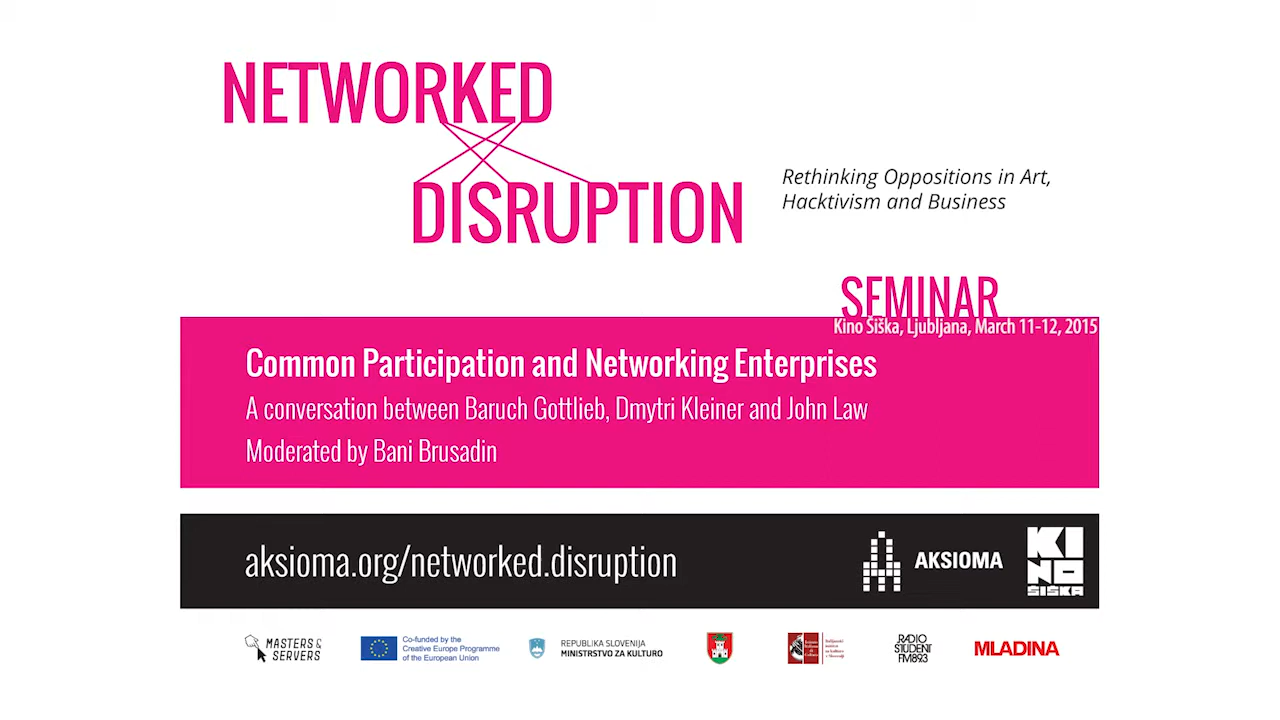 NETWORKED
DISRUPTION
Rethinking Oppositions in Art,
Hacktivism and Business
SEMINAR
Kino Šiška, Ljubljana, March 11-12, 2015
Common Participation and Networking Enterprises
A conversation between Baruch Gottlieb, Dmytri Kleiner and John Law
Moderated by Bani Brusadin
aksioma.org/networked.disruption
AKSIOMA
KI
NO
ŠIŠKA
MASTERS &
SERVERS
Co-funded by the
Creative Europe Programme
of the European Union
REPUBLIKA SLOVENIJA
MINISTRSTVO ZA KULTURO
RADIO
STUDENT
FM89.3
MLADINA